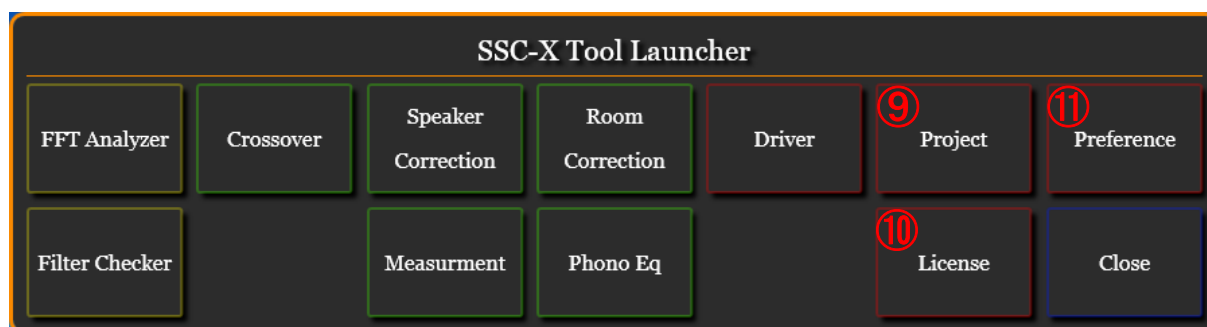 SSC-X Tool Launcher
FFT Analyzer
Crossover
Speaker
Correction
Room
Correction
Driver
⑨
Project
⑪
Preference
Filter Checker
Measurment
Phono Eq
⑩
License
Close